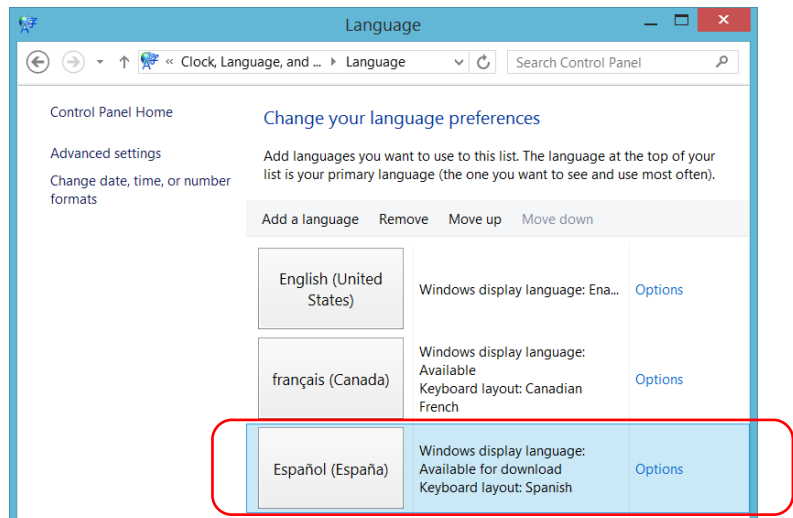 Language
« Clock, Language, and ... Language
Search Control Panel
Control Panel Home
Advanced settings
Change date, time, or number
formats
Change your language preferences
Add languages you want to use to this list. The language at the top of your
list is your primary language (the one you want to see and use most often).
Add a language Remove Move up Move down
English (United
States)
Windows display language: Ena...
Options
français (Canada)
Windows display language:
Available
Keyboard layout: Canadian
French
Options
Español (España)
Windows display language:
Available for download
Keyboard layout: Spanish
Options